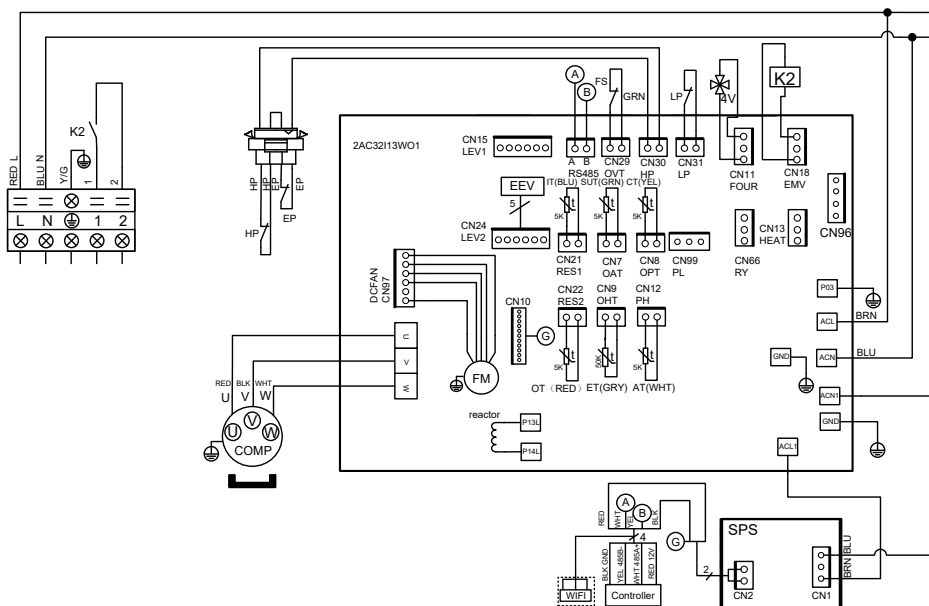 RED L
BLU N
Y/G
K2
1
2
L N 1 2
HP HP EP EP
HP
EP
2AC32I13WO1
CN15
LEV1
A
B
FS
GRN
LP
4V
K2
A B
RS485
CN29
OVT
CN30
HP
CN31
LP
CN11
FOUR
CN18
EMV
EEV
5
CN24
LEV2
IT(BLU) SUT(GRN) CT(YEL)
t t t
5K 5K 5K
CN21
RES1
CN7
OAT
CN8
OPT
CN99
PL
CN66
RY
CN13
HEAT
CN96
CN22
RES2
CN9
OHT
CN12
PH
t t t
5K 50K 5K
OT（RED） ET(GRY) AT(WHT)
DCFAN
CN97
CN10
G
FM
U
V
W
RED BLK WHT
U V W
U V W
COMP
reactor
P13L
P14L
P03
ACL
BRN
GND
ACN
BLU
ACN1
GND
ACL1
RED
WHT
A
YEL
B
BLK
4
G
2
WIFI
BLK GND
YEL 485B-
WHT 485A+
RED 12V
Controller
SPS
CN2
CN1
BLU
BRN